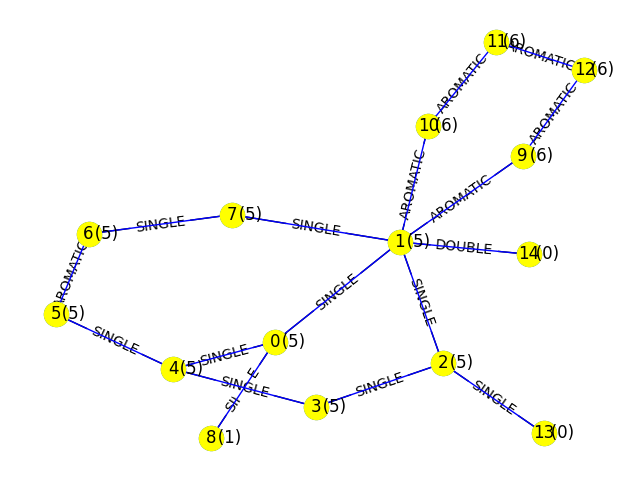 11(6)
AROMATIC
12(6)
AROMATIC
AROMATIC
10(6)
9(6)
AROMATIC
AROMATIC
7(5)
SINGLE
SINGLE
6(5)
1(5)
DOUBLE
14(0)
AROMATIC
SINGLE
SINGLE
5(5)
SINGLE
0(5)
SINGLE
4(5)
2(5)
SINGLE
SINGLE
SINGLE
3(5)
13(0)
8(1)